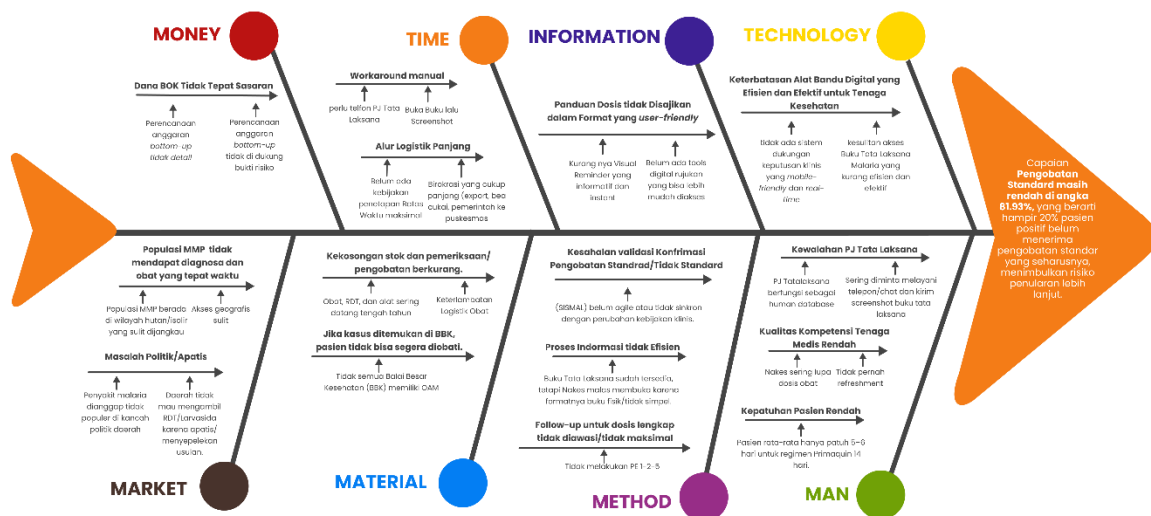 MONEY
Dana BOK Tidak Tepat Sasaran
Perencanaan
anggaran
bottom-up
tidak detail
Perencanaan
anggaran
bottom-up
tidak di dukung
bukti risiko
TIME
Workaround manual
perlu telfon PJ Tata
Laksana
Buka Buku lalu
Screenshot
Alur Logistik Panjang
Belum ada
kebijakan
penetapan Batas
Waktu maksimal
Birokrasi yang cukup
panjang (export, bea
cukai, pemerintah ke
puskesmas
INFORMATION
Panduan Dosis tidak Disajikan
dalam Format yang user-friendly
Kurang nya Visual
Reminder yang
informatif dan
instant
Belum ada tools
digital rujukan
yang bisa lebih
mudah diakses
TECHNOLOGY
Keterbatasan Alat Bandu Digital yang
Efisien dan Efektif untuk Tenaga
Kesehatan
tidak ada sistem
dukungan
keputusan klinis
yang mobile-
friendly dan real-
time
kesulitan akses
Buku Tata Laksana
Malaria yang
kurang efisien dan
efektif
Capaian
Pengobatan
Standard masih
rendah di angka
81.93%, yang berarti
hampir 20% pasien
positif belum
menerima
pengobatan standar
yang seharusnya,
menimbulkan risiko
penularan lebih
lanjut.
Populasi MMP tidak
mendapat diagnosa dan
obat yang tepat waktu
Populasi MMP berada
di wilayah hutan/isolir
yang sulit dijangkau
Akses geografis
sulit
Masalah Politik/Apatis
Penyakit malaria
dianggap tidak
populer di kancah
politik daerah
Daerah tidak
mau mengambil
RDT/Larvasida
karena apatis/
menyepelekan
usulan.
MARKET
Kekosongan stok dan pemeriksaan/
pengobatan berkurang.
Obat, RDT, dan alat sering
datang tengah tahun
Keterlambatan
Logistik Obat
Jika kasus ditemukan di BBK,
pasien tidak bisa segera diobati.
Tidak semua Balai Besar
Kesehatan (BBK) memiliki OAM
MATERIAL
Kesahalan validasi Konfrimasi
Pengobatan Standrad/Tidak Standard
(SISMAL) belum agile atau tidak sinkron
dengan perubahan kebijakan klinis.
Proses Indormasi tidak Efisien
Buku Tata laksana sudah tersedia,
tetapi Nakes malas membuka karena
formatnya buku fisik/tidak simpel.
Follow-up untuk dosis lengkap
tidak diawasi/tidak maksimal
Tidak melakukan PE 1-2-5
METHOD
Kewalahan PJ Tata Laksana
PJ Tatalaksana
berfungsi sebagai
human database
Sering diminta melayani
telepon/chat dan kirim
screenshot buku tata
laksana
Kualitas Kompetensi Tenaga
Medis Rendah
Nakes sering lupa
dosis obat
Tidak pernah
refreshment
Kepatuhan Pasien Rendah
Pasien rata-rata hanya patuh 5-6
hari untuk regimen Primaquin 14
hari.
MAN